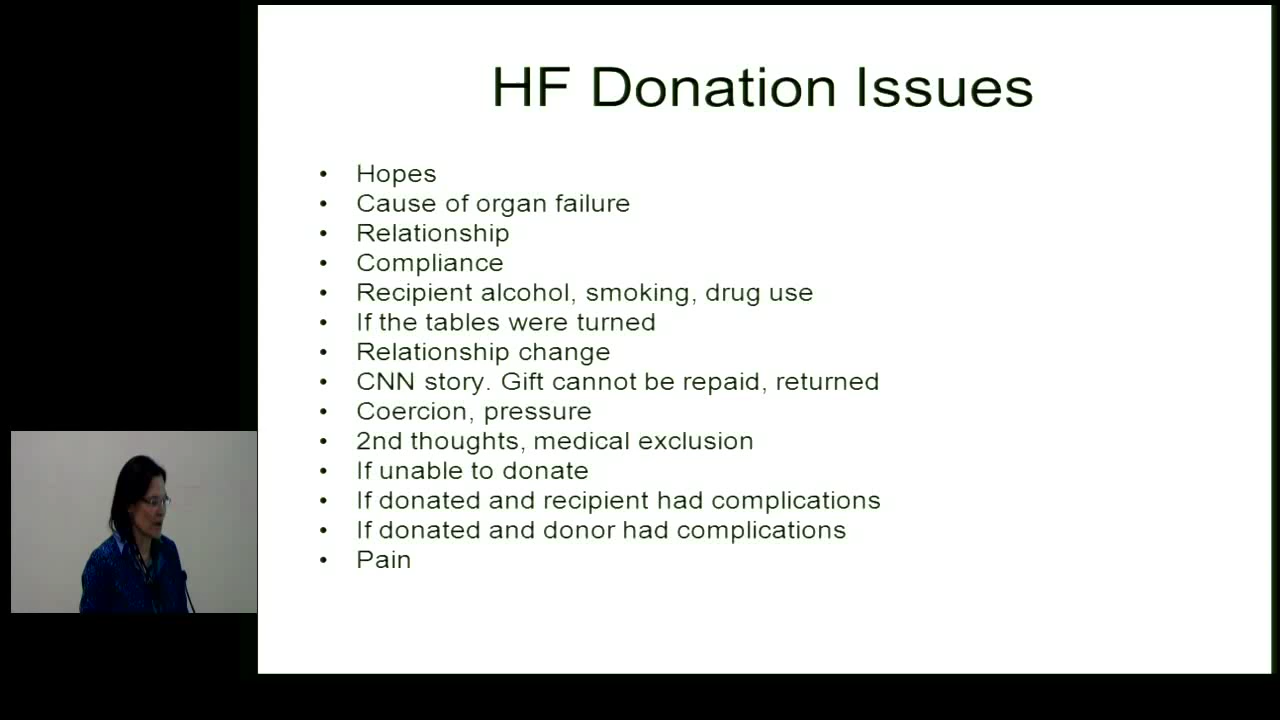 HF Donation Issues
• Hopes
• Cause of organ failure
• Relationship
• Compliance
• Recipient alcohol, smoking, drug use
• If the tables were turned
• Relationship change
• CNN story. Gift cannot be repaid, returned
• Coercion, pressure
• 2nd thoughts, medical exclusion
• If unable to donate
• If donated and recipient had complications
• If donated and donor had complications
• Pain